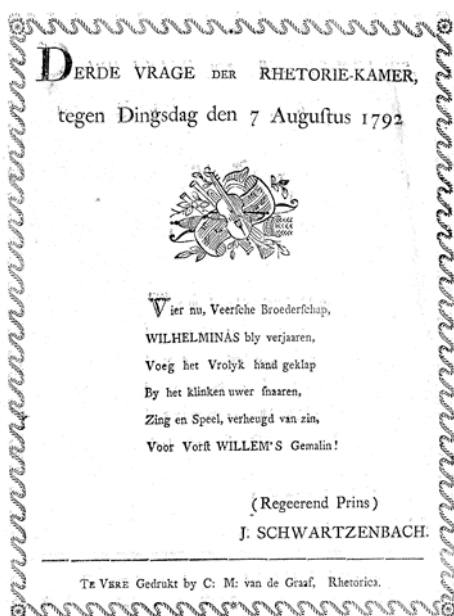 DERDE VRAGE DER RHETORIE-KAMER,
tegen Dingsdag den 7 Auguſtus 1792
Vier nu, Veerſche Broederſchap,
WILHELMINAS bly verjaaren,
Voeg het Vrolyk hand geklap
By het klinken uwer ſnaaren,
Zing en Speel, verheugd van zin,
Voor Vorſt WILLEM'S Gemalin!
(Regeerend Prins)
J. SCHWARTZENBACH.
TE VERE Gedrukt by C: M: van de Graaf, Rhetorica.